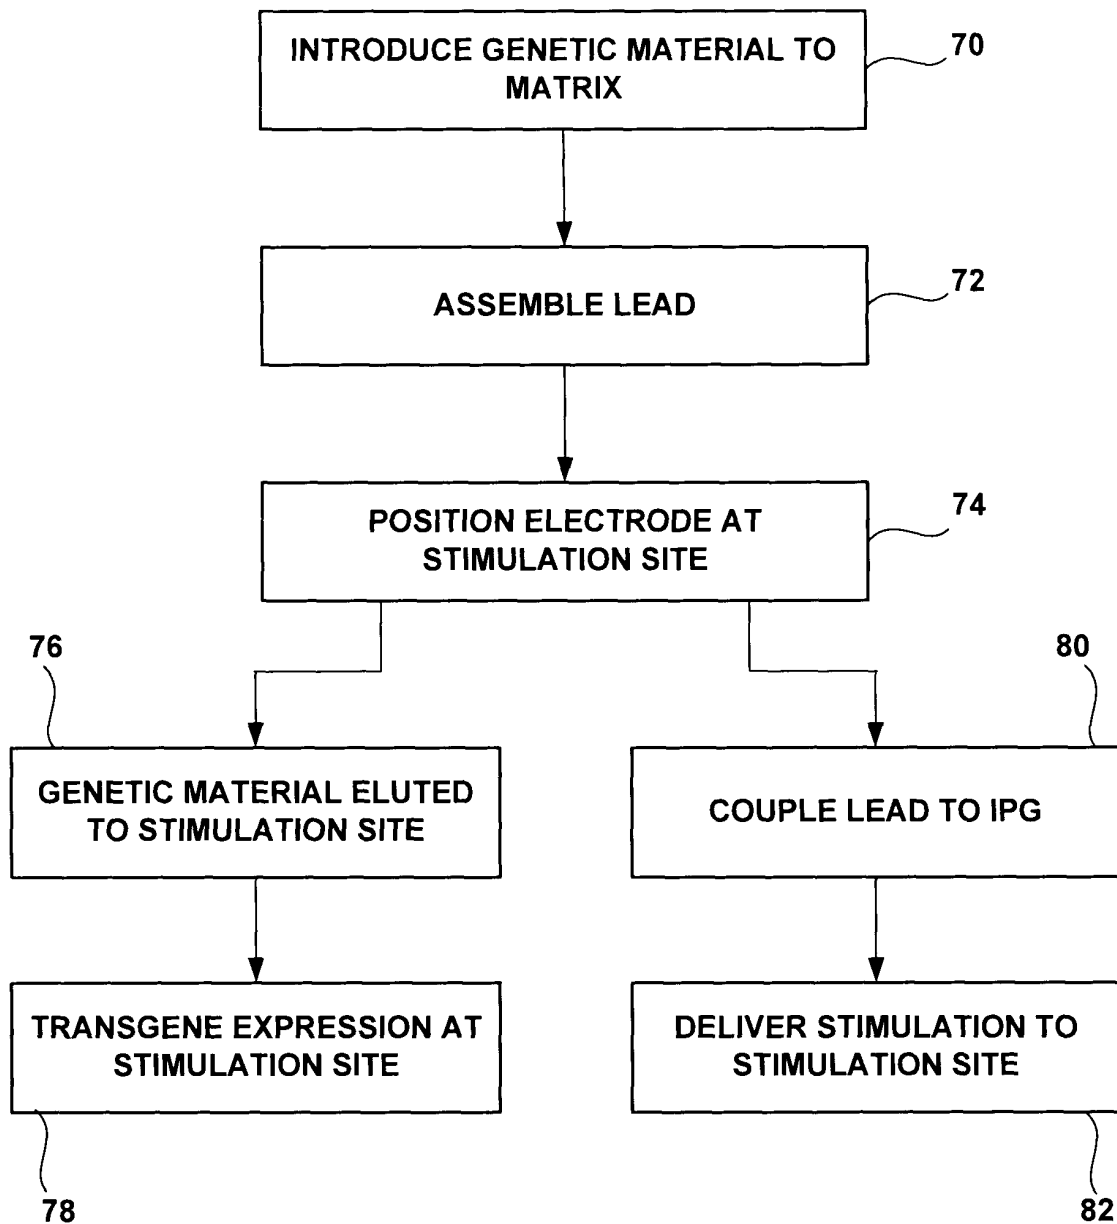 INTRODUCE GENETIC MATERIAL TO
MATRIX
70
ASSEMBLE LEAD
72
POSITION ELECTRODE AT
STIMULATION SITE
74
76
GENETIC MATERIAL ELUTED
TO STIMULATION SITE
TRANSGENE EXPRESSION AT
STIMULATION SITE
78
80
COUPLE LEAD TO IPG
DELIVER STIMULATION TO
STIMULATION SITE
82